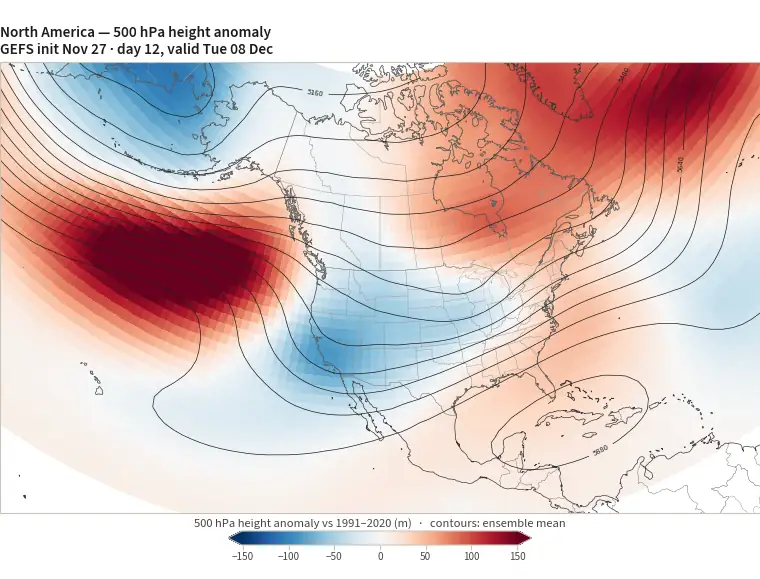 North America — 500 hPa height anomaly
GEFS init Nov 27 · day 12, valid Tue 08 Dec
5160
5640
5880
500 hPa height anomaly vs 1991–2020 (m) · contours: ensemble mean
−150 −100 −50 0 50 100 150